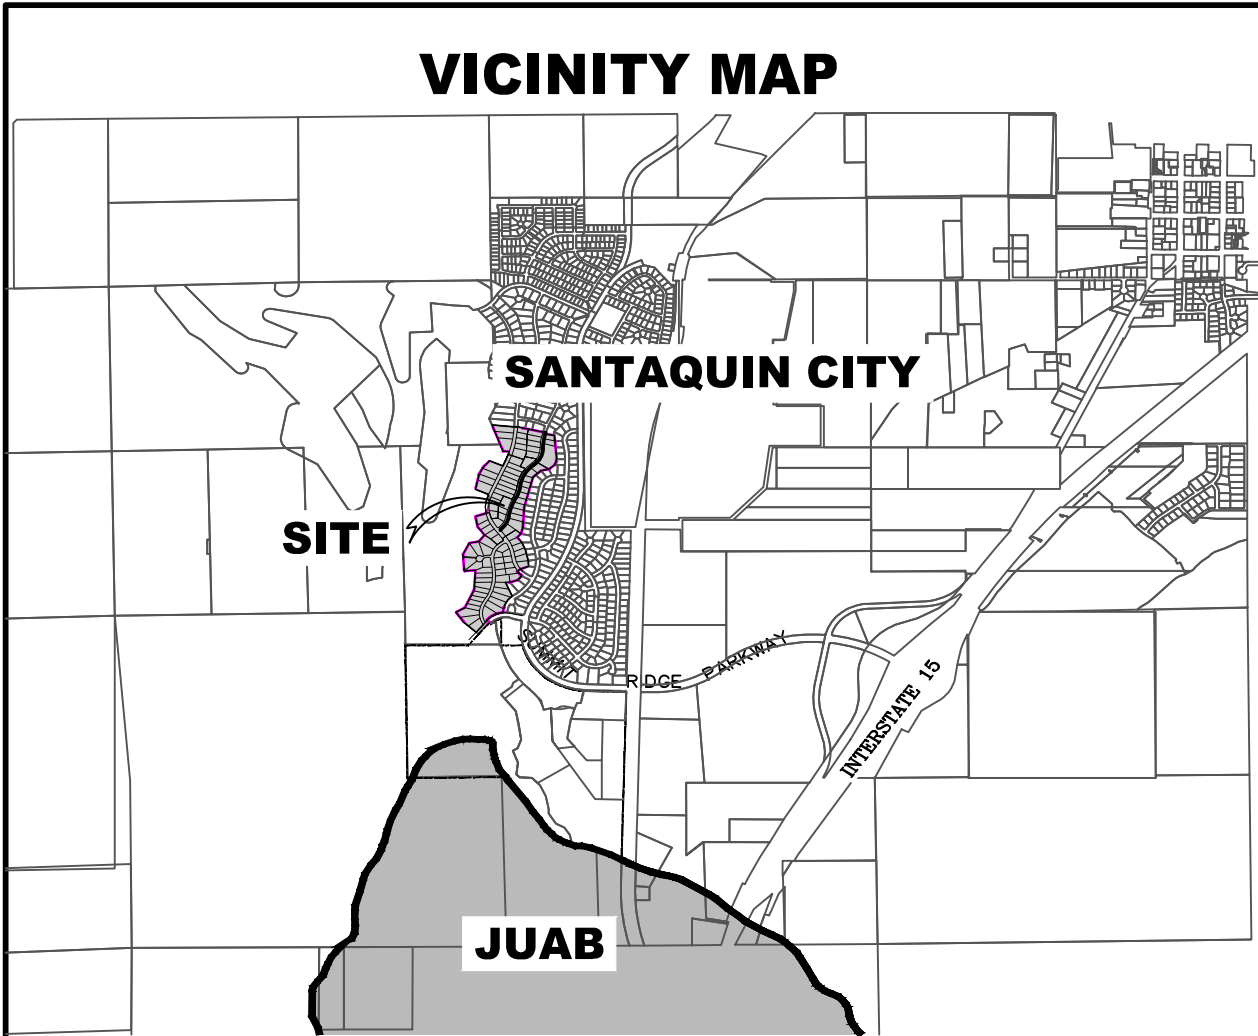 VICINITY MAP
SANTAQUIN CITY
SITE
SUMMIT RIDGE PARKWAY
INTERSTATE 15
JUAB